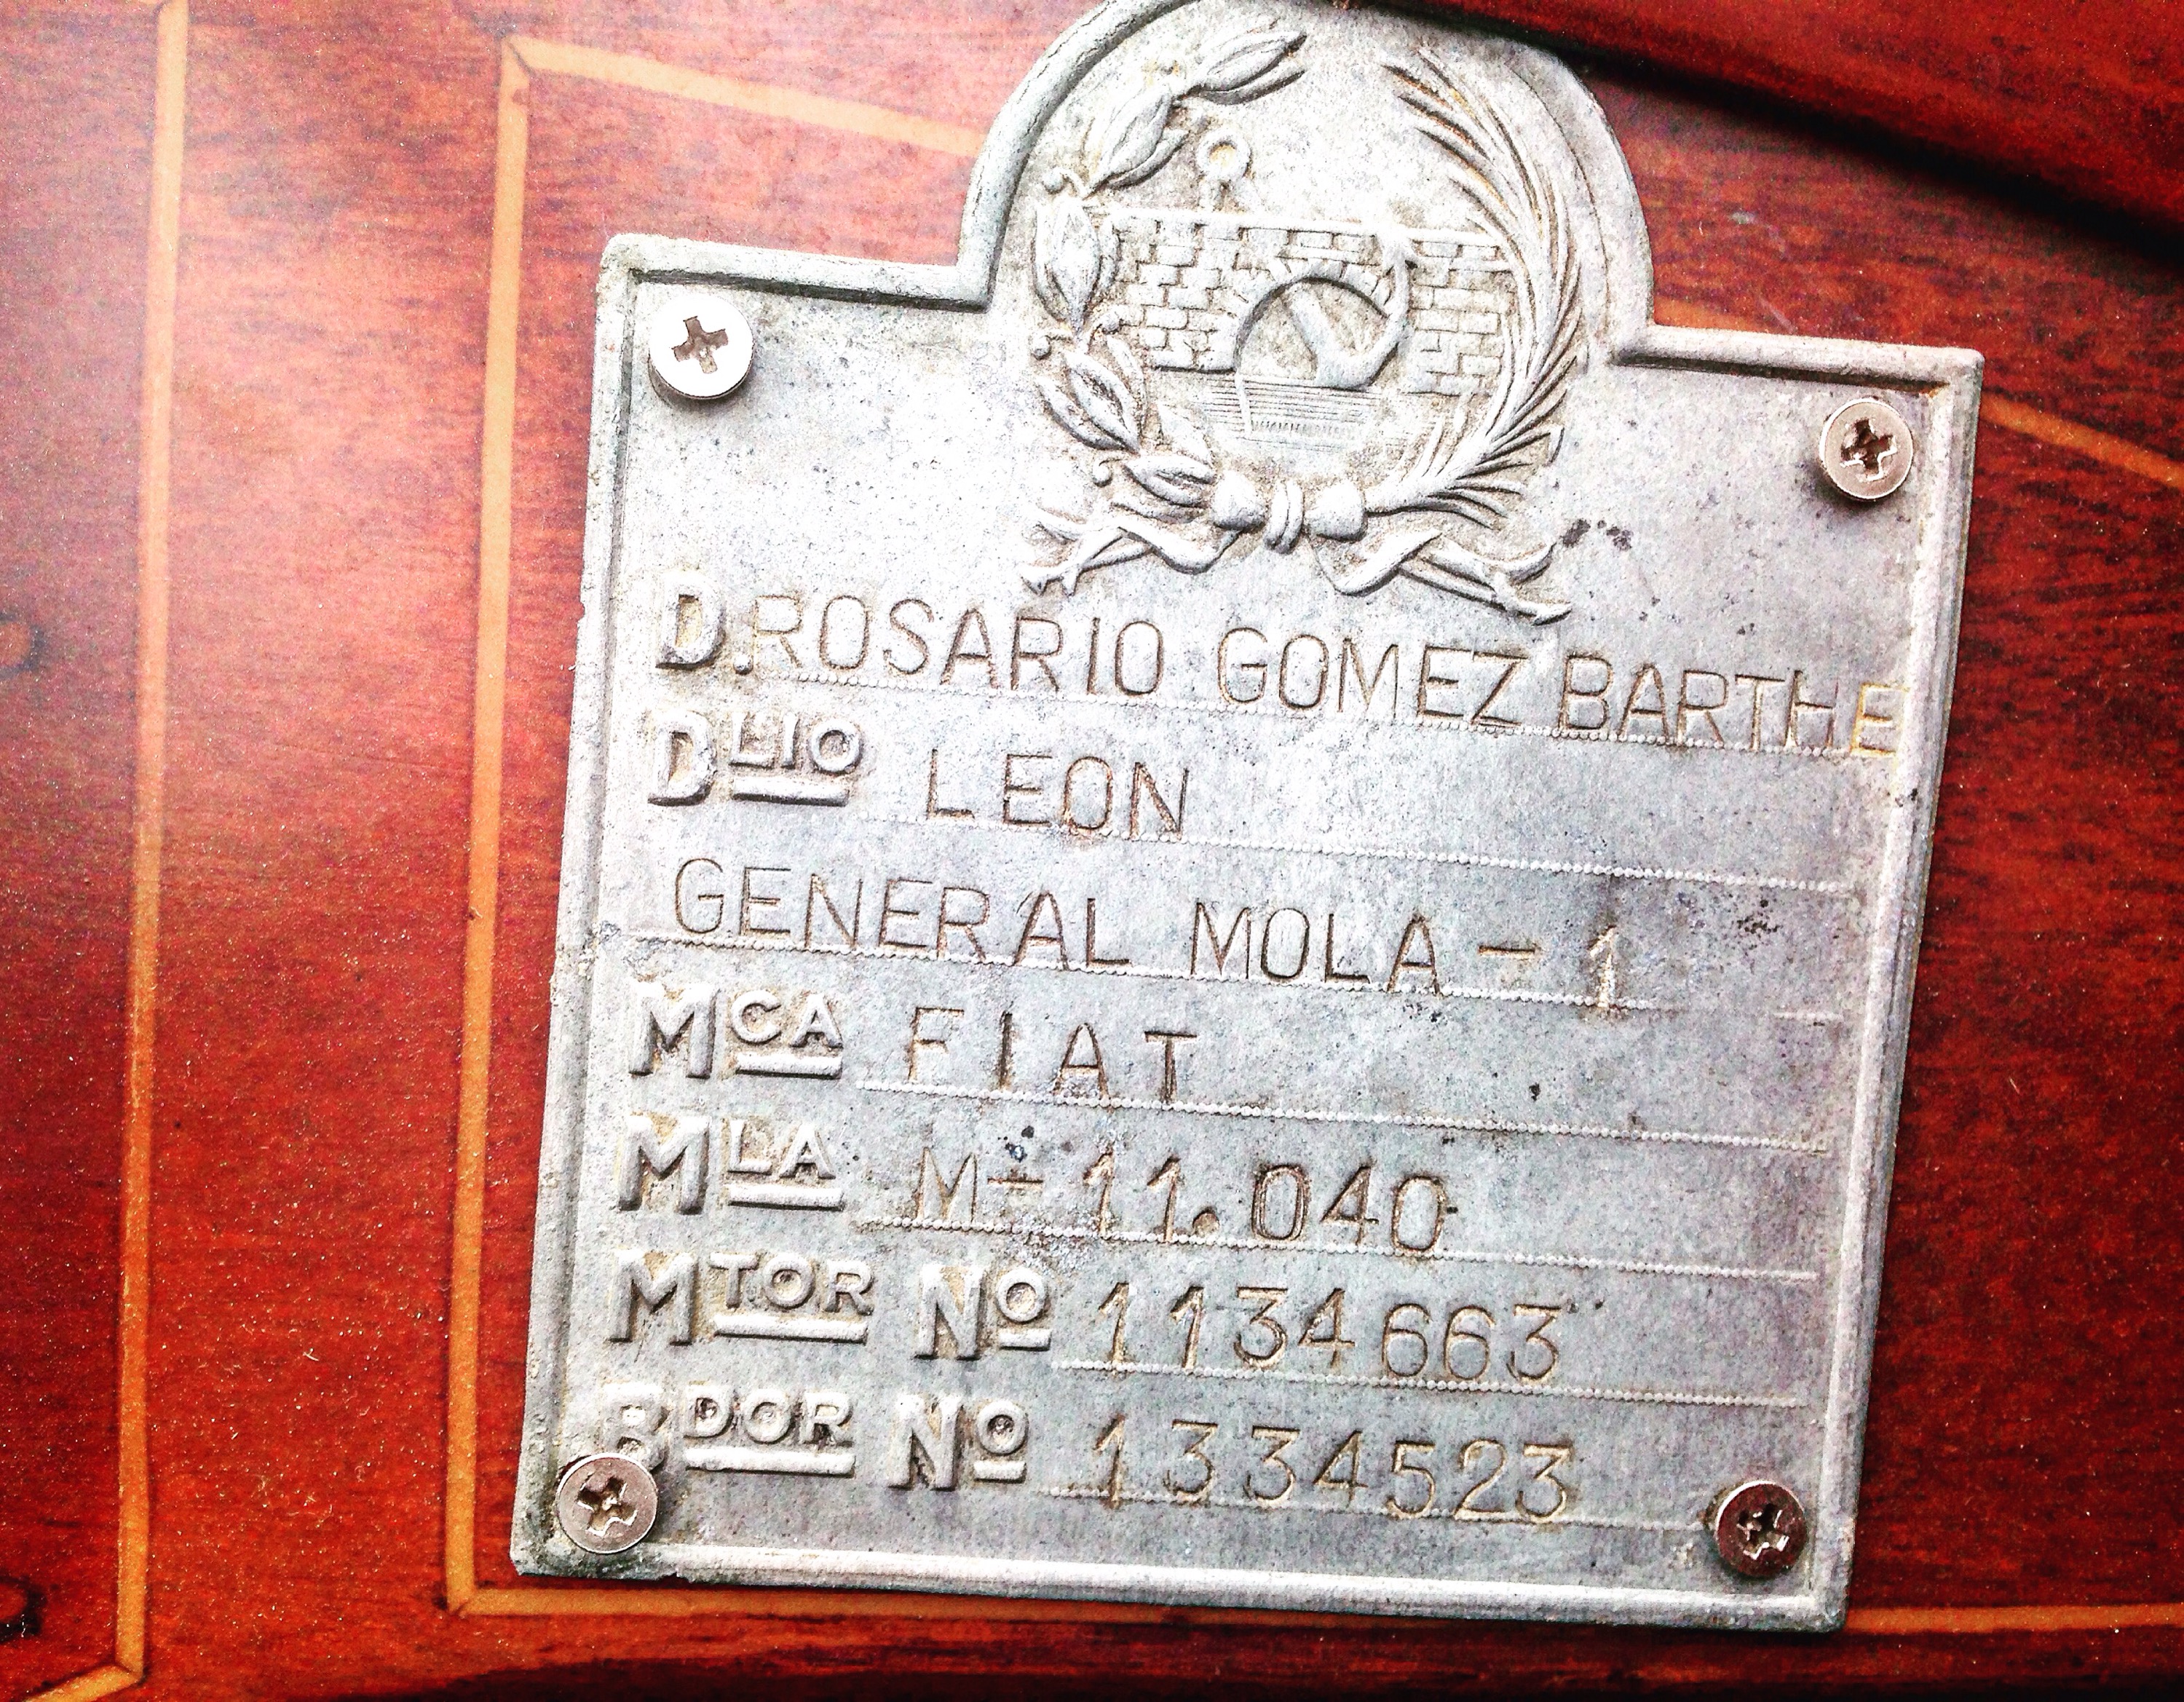 D. ROSARIO GOMEZ BARTHE
DLIO LEON
GENERAL MOLA - 1
MCA FIAT
MLA M-11.040
MTOR NO 1134663
BDOR NO 1334523